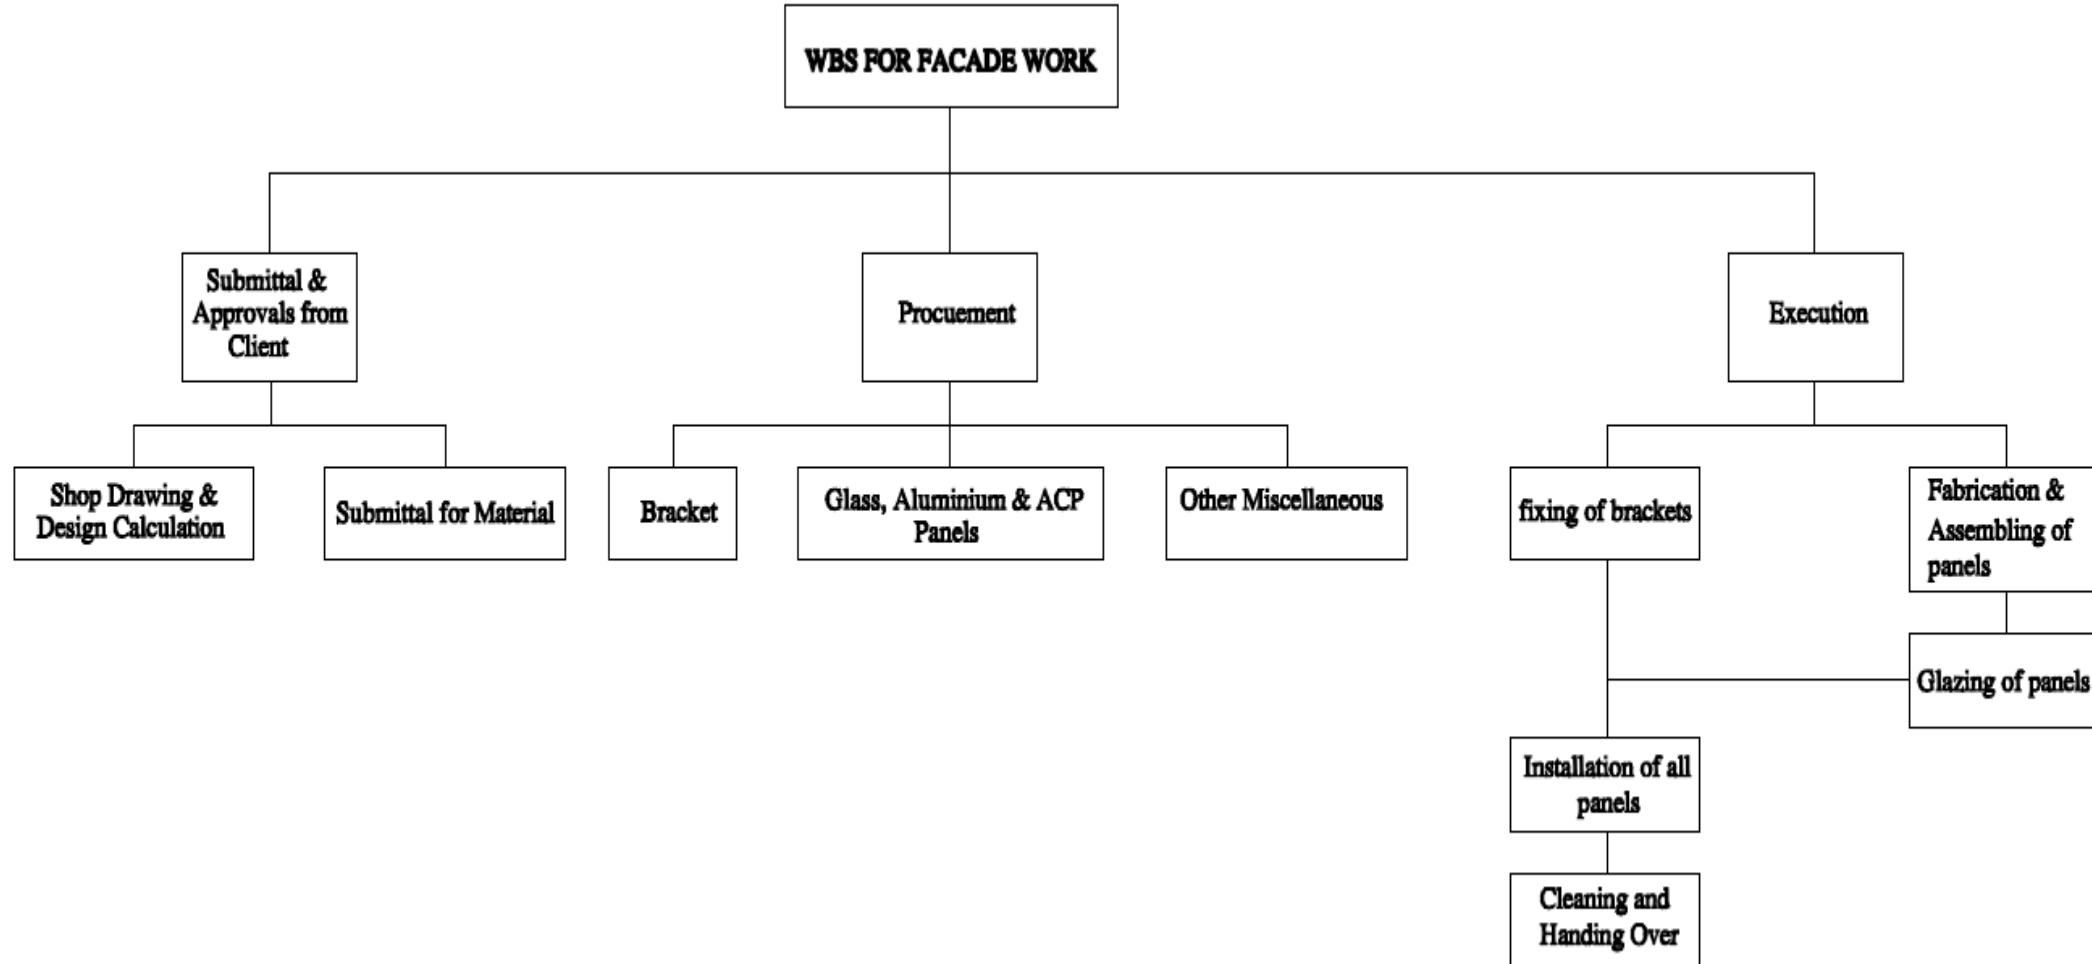 WBS FOR FACADE WORK
Submittal &
Approvals from
Client
Procuement
Execution
Shop Drawing &
Design Calculation
Submittal for Material
Bracket
Glass, Aluminium & ACP
Panels
Other Miscellaneous
fixing of brackets
Fabrication &
Assembling of
panels
Glazing of panels
Installation of all
panels
Cleaning and
Handing Over